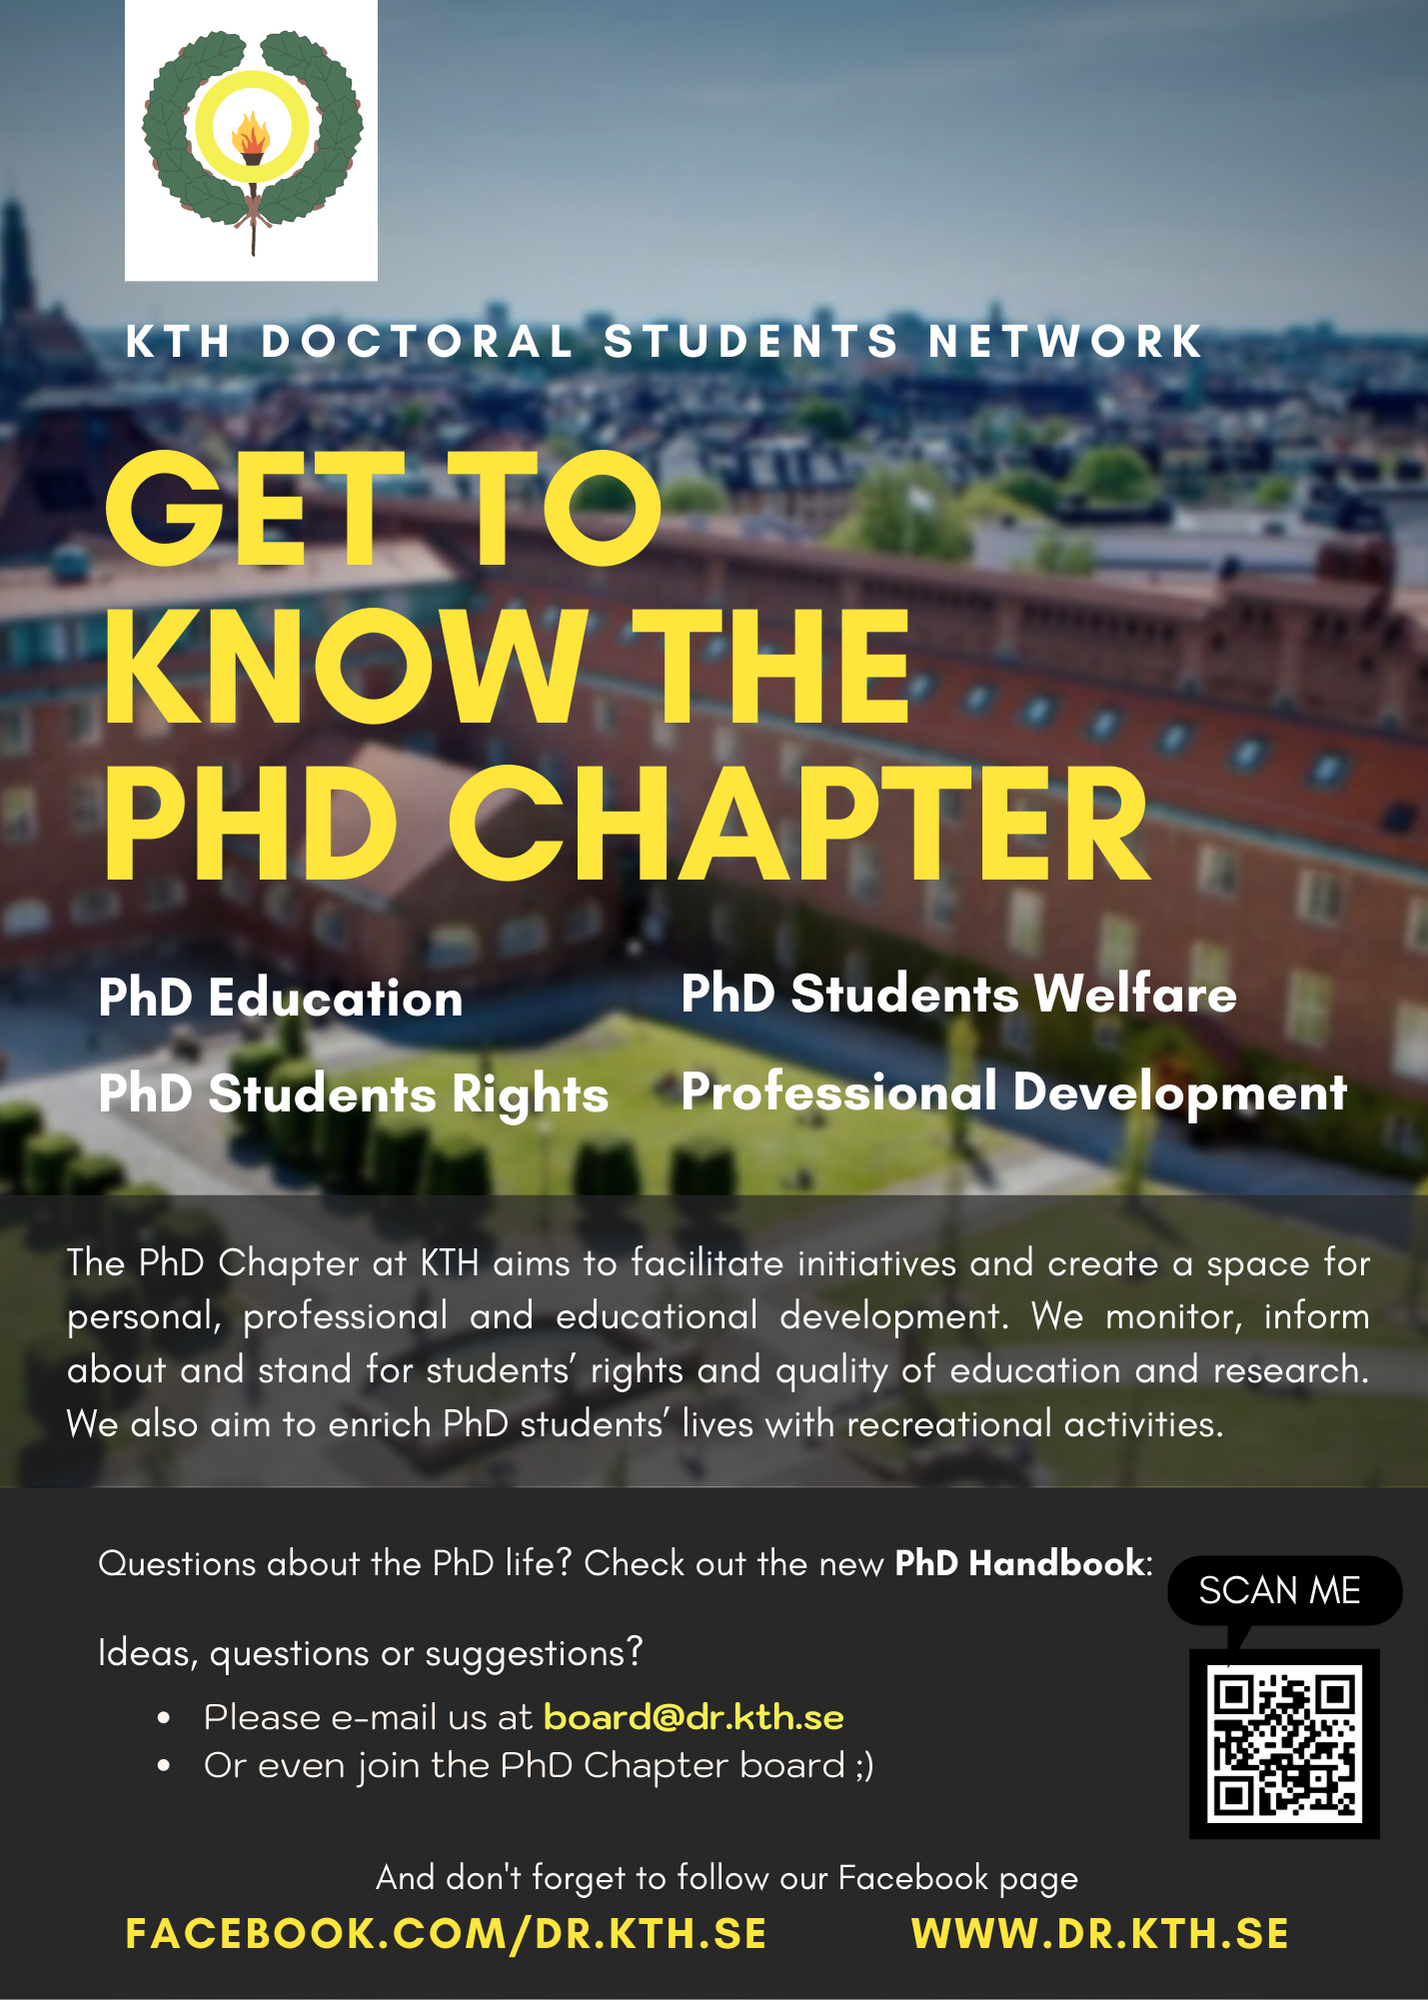 KTH DOCTORAL STUDENTS NETWORK
GET TO
KNOW THE
PHD CHAPTER
PhD Education
PhD Students Welfare
PhD Students Rights
Professional Development
The PhD Chapter at KTH aims to facilitate initiatives and create a space for
personal, professional and educational development. We monitor, inform
about and stand for students’ rights and quality of education and research.
We also aim to enrich PhD students’ lives with recreational activities.
Questions about the PhD life? Check out the new PhD Handbook:
SCAN ME
Ideas, questions or suggestions?
• Please e-mail us at board@dr.kth.se
• Or even join the PhD Chapter board ;)
And don't forget to follow our Facebook page
FACEBOOK.COM/DR.KTH.SE
WWW.DR.KTH.SE